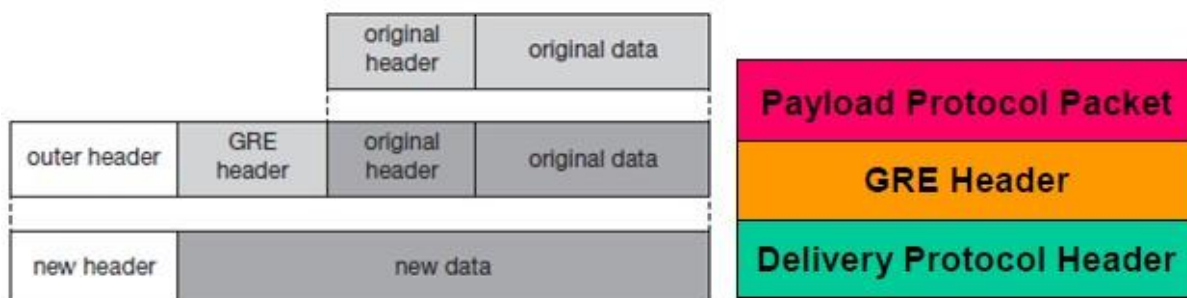 original
header
original data
outer header
GRE
header
original
header
original data
new header
new data
Payload Protocol Packet
GRE Header
Delivery Protocol Header